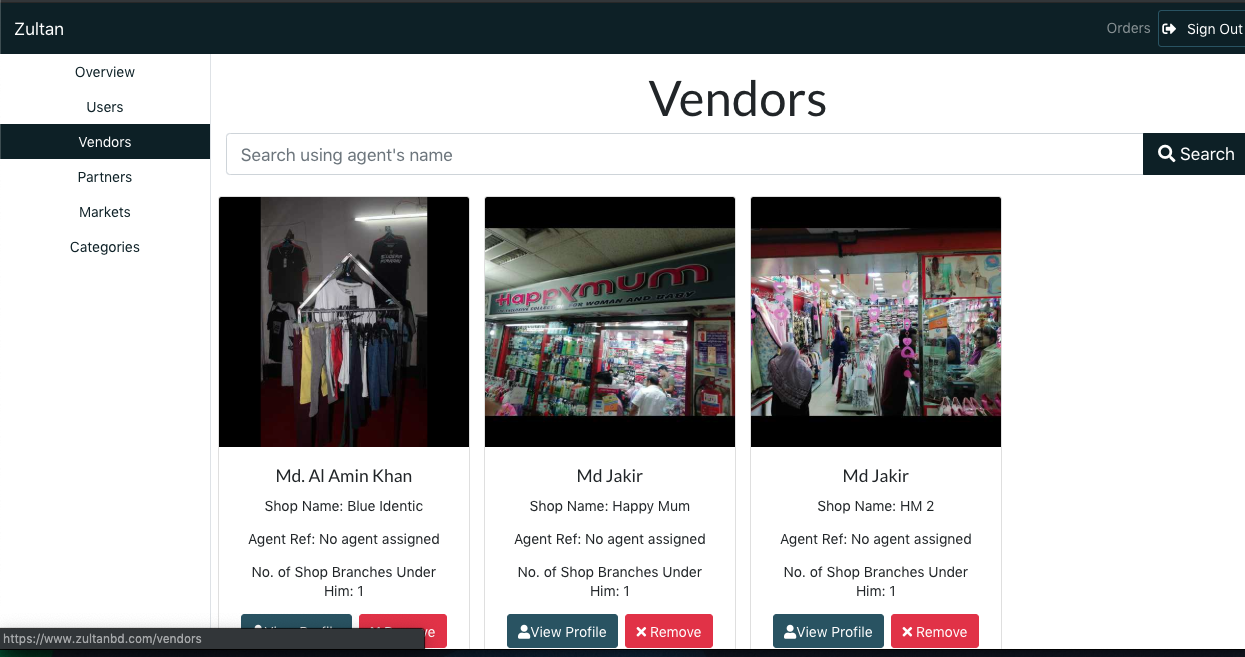 Zultan
Orders
Sign Out
Overview
Users
Vendors
Partners
Markets
Categories
Vendors
Search using agent's name
Search
Happymum
FOR WOMAN AND BABY
Md. Al Amin Khan
Shop Name: Blue Identic
Agent Ref: No agent assigned
No. of Shop Branches Under
Him: 1
Md Jakir
Shop Name: Happy Mum
Agent Ref: No agent assigned
No. of Shop Branches Under
Him: 1
View Profile
Remove
Md Jakir
Shop Name: HM 2
Agent Ref: No agent assigned
No. of Shop Branches Under
Him: 1
View Profile
Remove
https://www.zultanbd.com/vendors